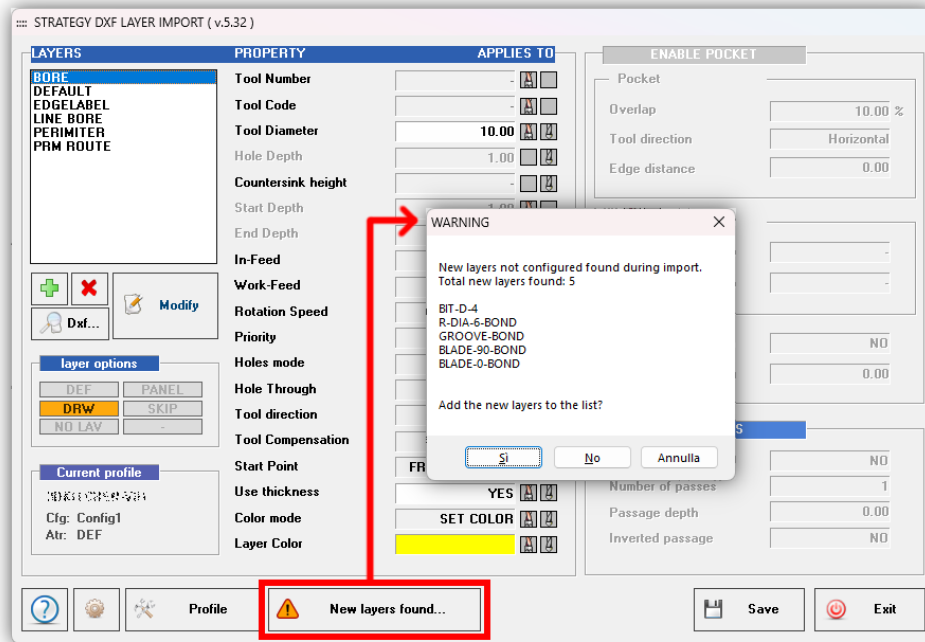 STRATEGY DXF LAYER IMPORT ( v.5.32 )
LAYERS
PROPERTY
APPLIES TO
ENABLE POCKET
BORE
DEFAULT
EDGELABEL
LINE BORE
PERIMITER
PRM ROUTE
Tool Number -
Tool Code -
Tool Diameter 10.00
Hole Depth 1.00
Countersink height -
Start Depth 1.00
End Depth
In-Feed
Work-Feed
Rotation Speed
Priority
Holes mode
Hole Through
Tool direction
Tool Compensation
Start Point FR
Use thickness YES
Color mode SET COLOR
Layer Color
Pocket
Overlap 10.00 %
Tool direction Horizontal
Edge distance 0.00
-
-
NO
0.00
S
NO
Number of passes 1
Passage depth 0.00
Inverted passage NO
WARNING
New layers not configured found during import.
Total new layers found: 5
BIT-D-4
R-DIA-6-BOND
GROOVE-BOND
BLADE-90-BOND
BLADE-0-BOND
Add the new layers to the list?
Sì
No
Annulla
Modify
Dxf...
layer options
DEF
PANEL
DRW
SKIP
NO LAV
-
Current profile
Cfg: Config1
Atr: DEF
Profile
New layers found...
Save
Exit